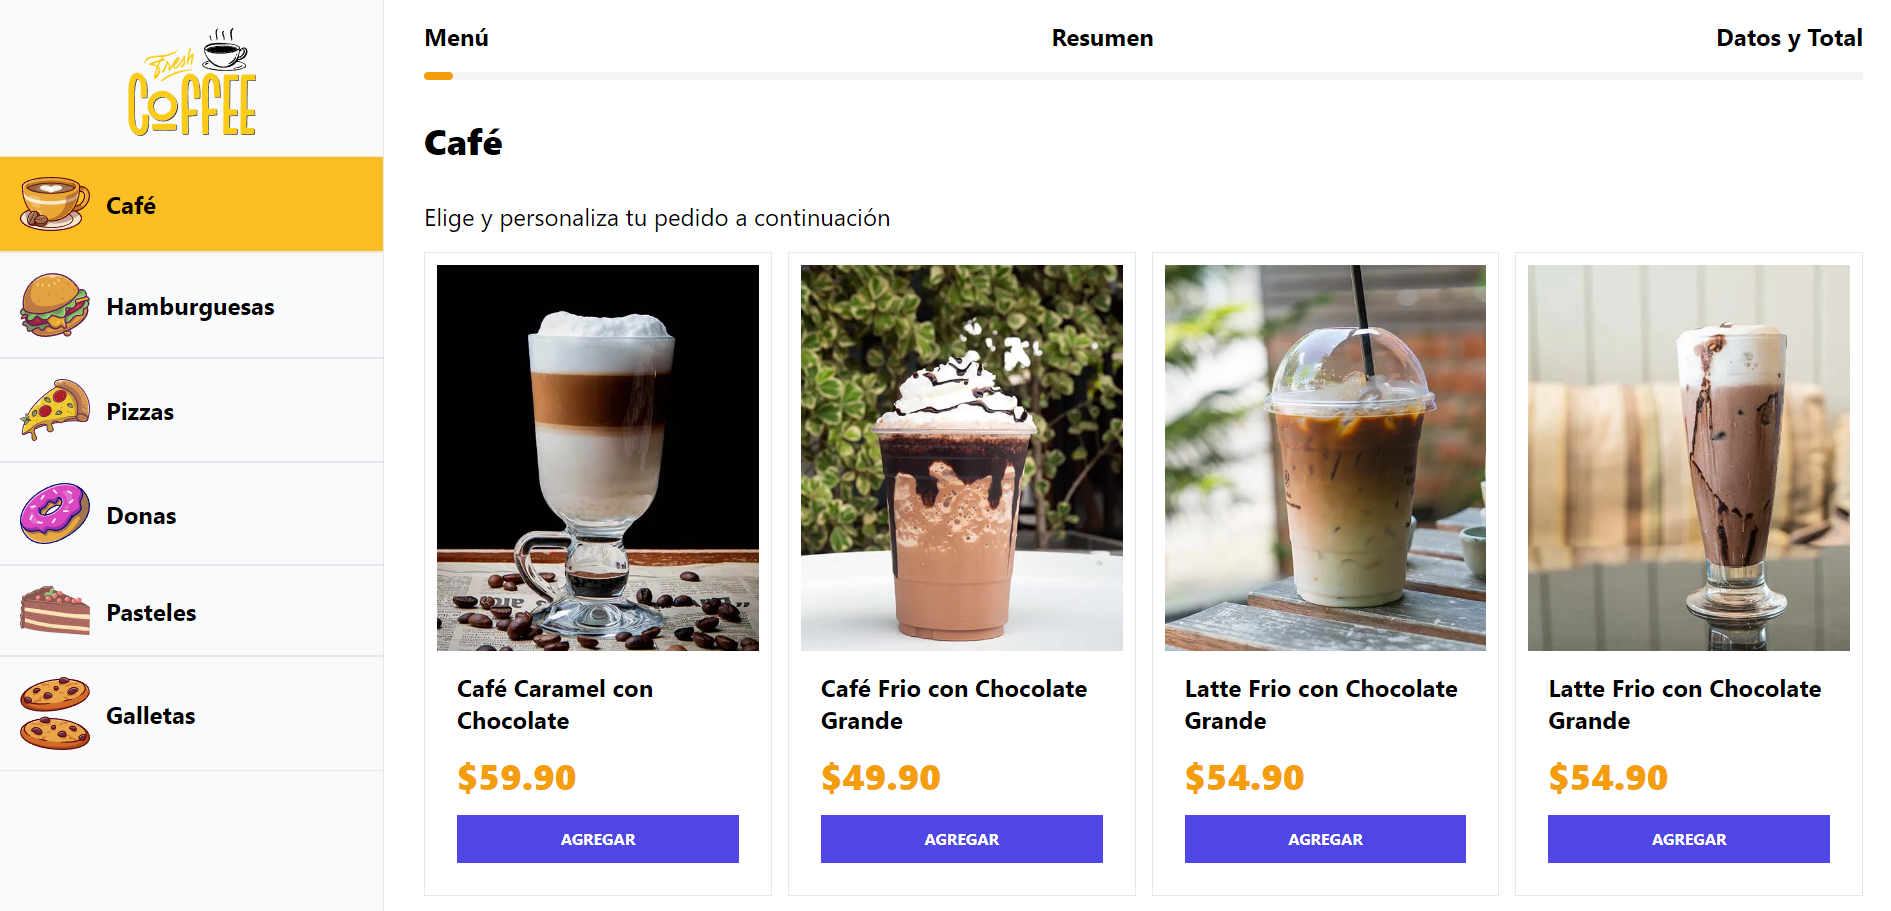 Fresh
COFFEE
Café
Hamburguesas
Pizzas
Donas
Pasteles
Galletas
Menú
Resumen
Datos y Total
Café
Elige y personaliza tu pedido a continuación
Café Caramel con
Chocolate
$59.90
AGREGAR
Café Frio con Chocolate
Grande
$49.90
AGREGAR
Latte Frio con Chocolate
Grande
$54.90
AGREGAR
Latte Frio con Chocolate
Grande
$54.90
AGREGAR